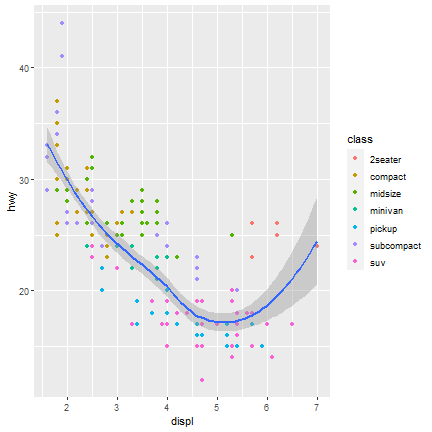 class
2seater
compact
midsize
minivan
pickup
subcompact
suv
hwy
40
30
20
2
3
4
5
6
7
displ